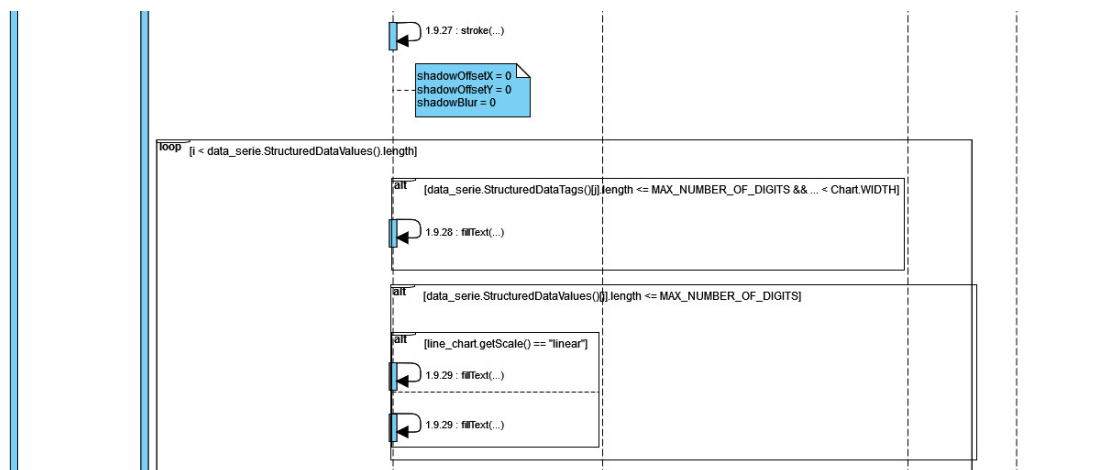 1.9.27 : stroke(...)
shadowOffsetX = 0
shadowOffsetY = 0
shadowBlur = 0
loop [i < data_serie.StructuredDataValues().length]
alt [data_serie.StructuredDataTags()[j].length <= MAX_NUMBER_OF_DIGITS && ... < Chart.WIDTH]
1.9.28 : fillText(...)
alt [data_serie.StructuredDataValues()[j].length <= MAX_NUMBER_OF_DIGITS]
alt [line_chart.getScale() == "linear"]
1.9.29 : fillText(...)
1.9.29 : fillText(...)